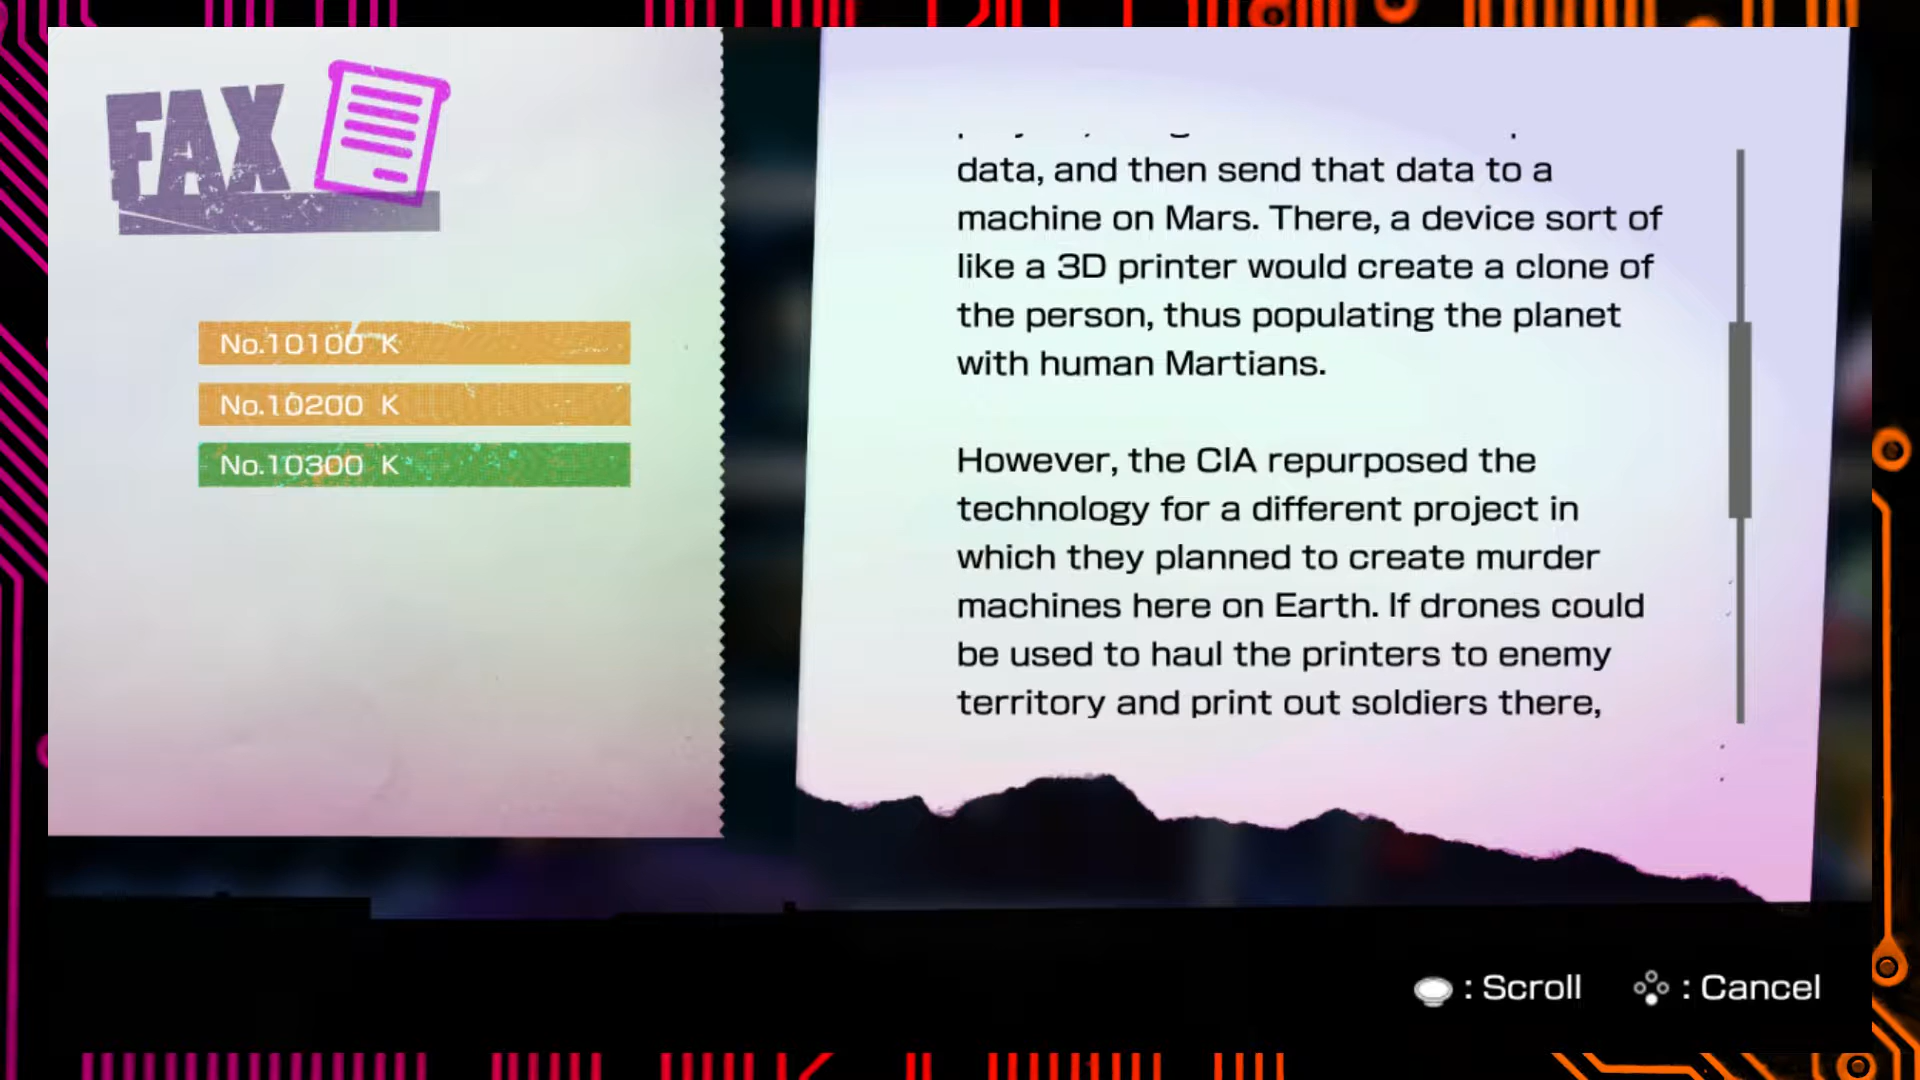 FAX
No.10100 K
No.10200 K
No.10300 K
data, and then send that data to a
machine on Mars. There, a device sort of
like a 3D printer would create a clone of
the person, thus populating the planet
with human Martians.
However, the CIA repurposed the
technology for a different project in
which they planned to create murder
machines here on Earth. If drones could
be used to haul the printers to enemy
territory and print out soldiers there,
: Scroll
: Cancel